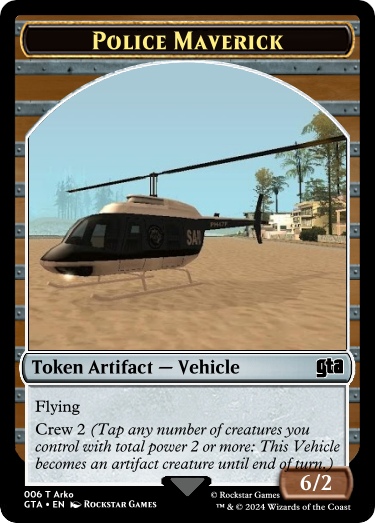 Police Maverick
SAP
Token Artifact — Vehicle
gta
Flying
Crew 2 (Tap any number of creatures you
control with total power 2 or more: This Vehicle
becomes an artifact creature until end of turn.)
6/2
006 T Arko
GTA • EN Rockstar Games
© Rockstar Games
™ & © 2024 Wizards of the Coast